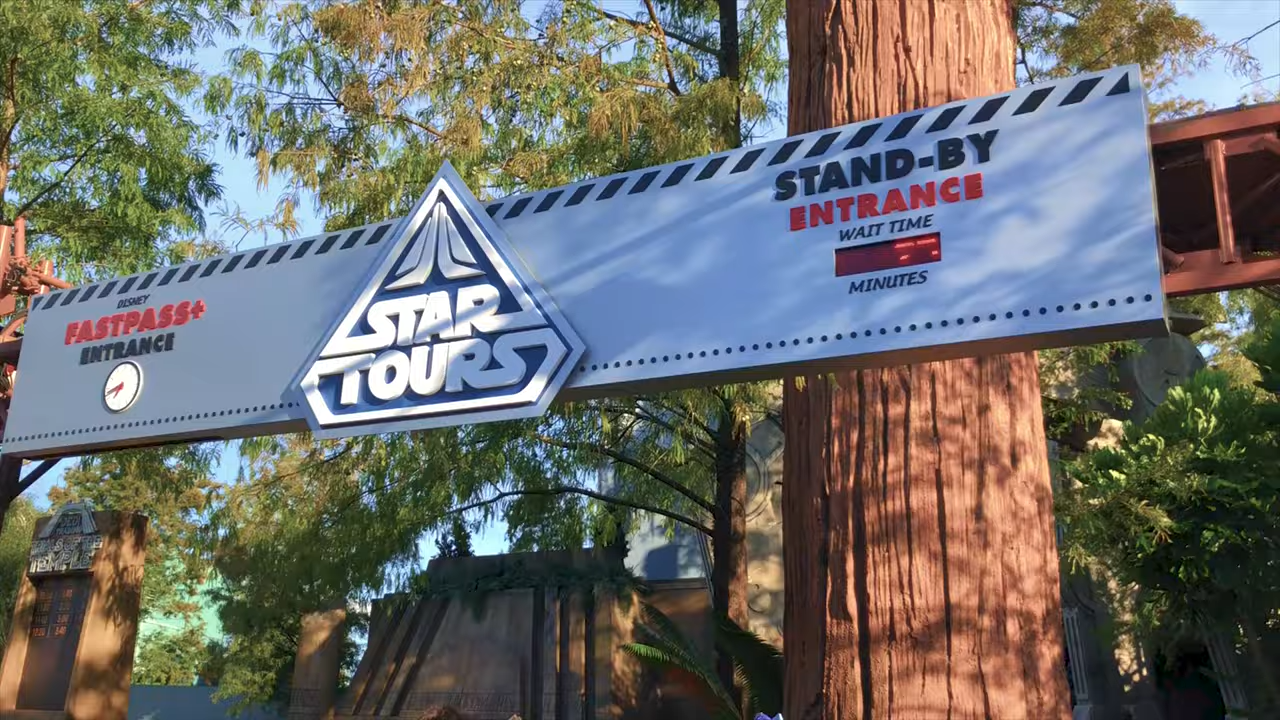 DISNEY
FASTPASS+
ENTRANCE
STAR
TOURS
STAND-BY
ENTRANCE
WAIT TIME
MINUTES